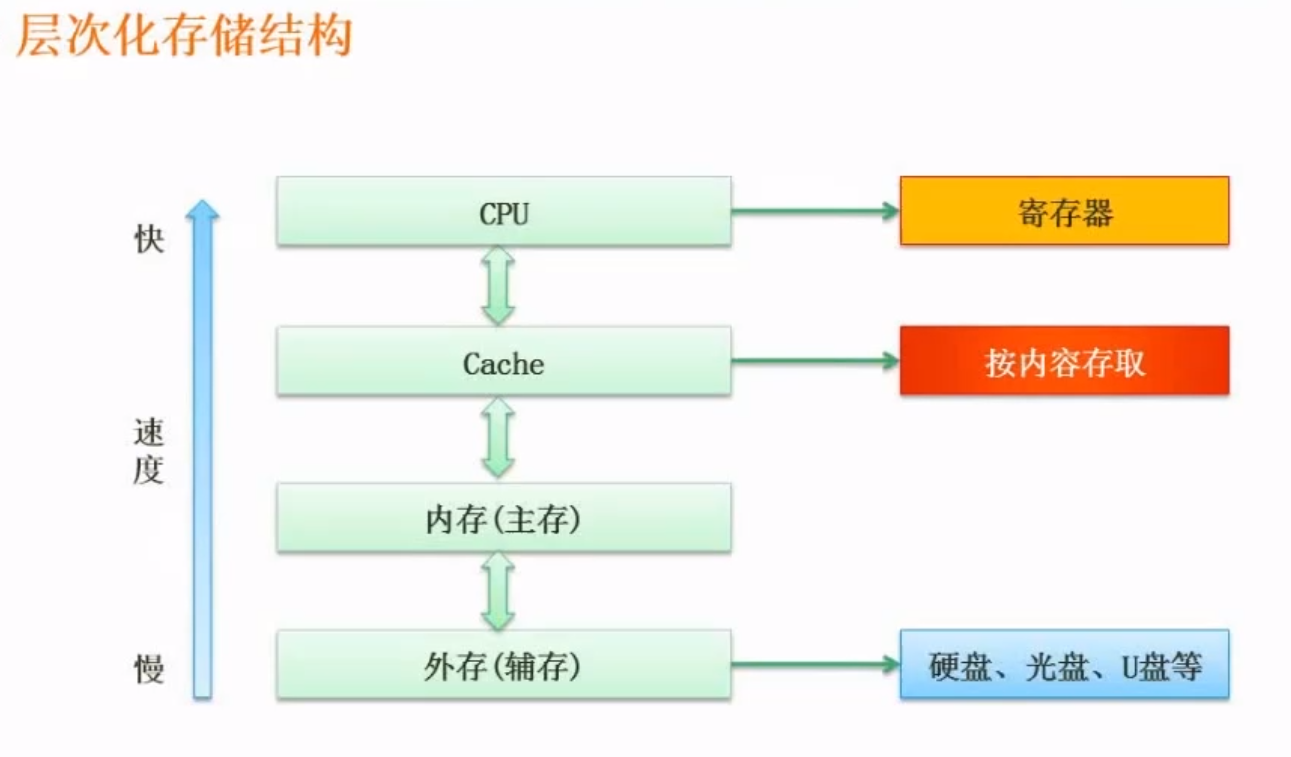 层次化存储结构
快
CPU
寄存器
Cache
按内容存取
速
度
内存(主存)
慢
外存(辅存)
硬盘、光盘、U盘等